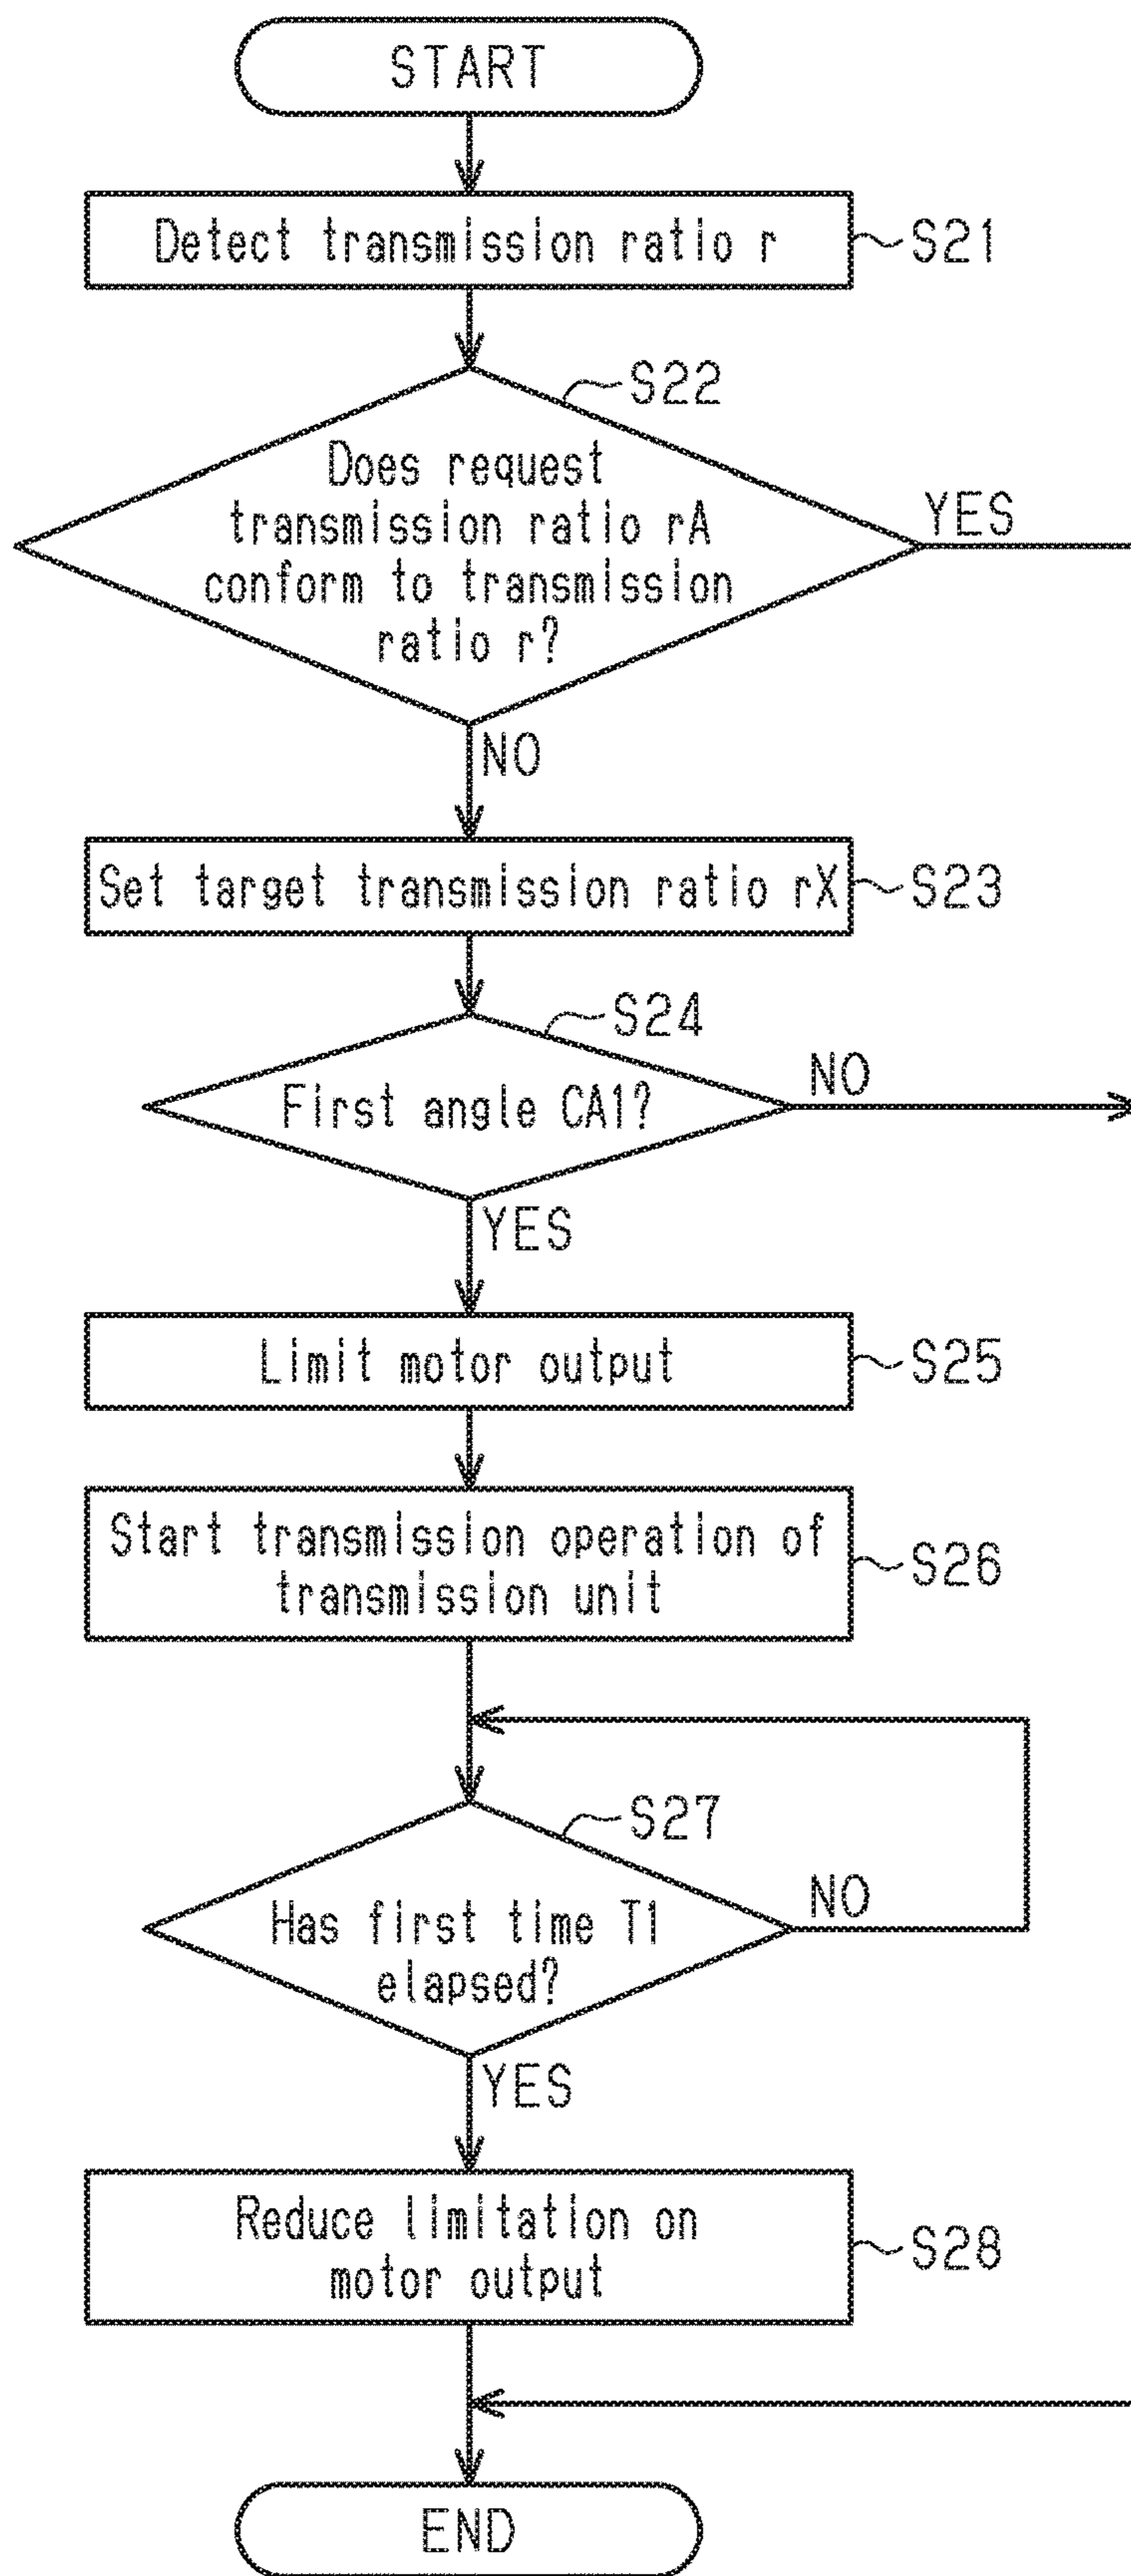 START
Detect transmission ratio r
S21
S22
Does request
transmission ratio rA
conform to transmission
ratio r?
YES
NO
Set target transmission ratio rX
S23
S24
First angle CA1?
NO
YES
Limit motor output
S25
Start transmission operation of
transmission unit
S26
S27
Has first time T1
elapsed?
NO
YES
Reduce limitation on
motor output
S28
END